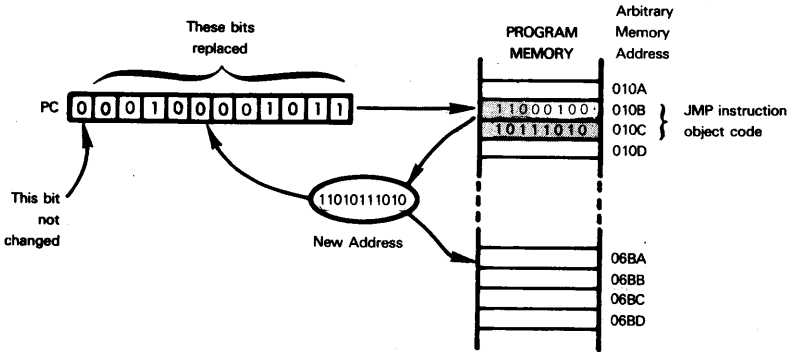 Arbitrary
Memory
Address
These bits
replaced
PROGRAM
MEMORY
010A
PC 0 0 0 1 0 0 0 0 1 0 1 1
11000100
010B
JMP instruction
10111010
010C
object code
010D
This bit
not
changed
11010111010
New Address
06BA
06BB
06BC
06BD